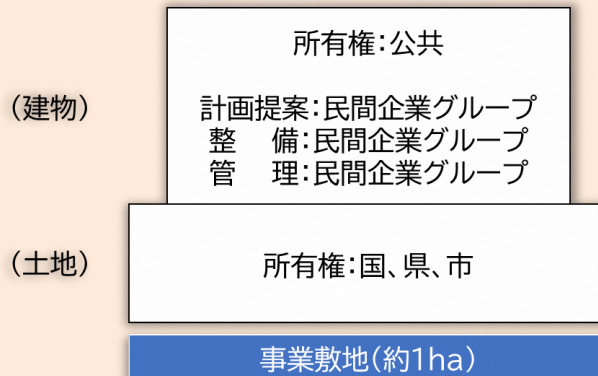 所有権：公共
（建物）
計画提案：民間企業グループ
整　備：民間企業グループ
管　理：民間企業グループ
（土地）
所有権：国、県、市
事業敷地（約1ha）